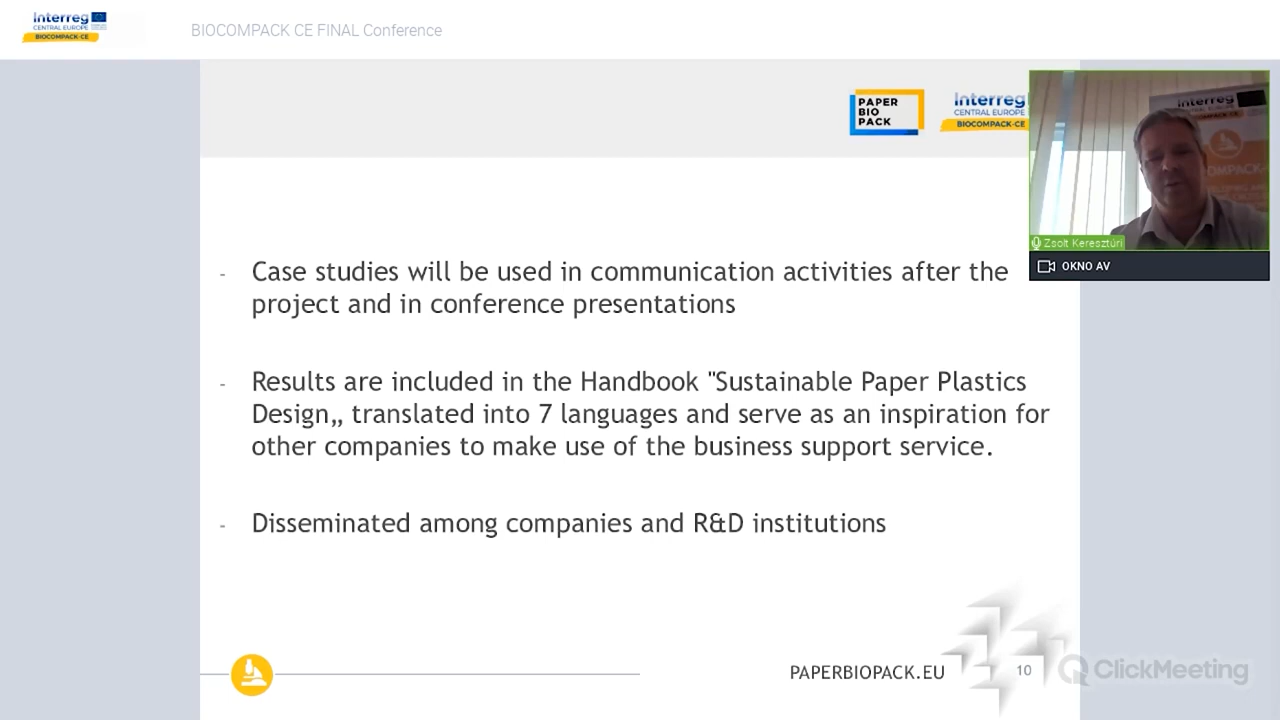 Interreg
CENTRAL EUROPE
BIOCOMPACK-CE
BIOCOMPACK CE FINAL Conference
PAPER
BIO
PACK
Interreg
CENTRAL EUROPE
BIOCOMPACK-CE
Interreg
CENTRAL EUROPE
Zsolt Keresztúri
OKNO AV
- Case studies will be used in communication activities after the
project and in conference presentations
- Results are included in the Handbook "Sustainable Paper Plastics
Design„ translated into 7 languages and serve as an inspiration for
other companies to make use of the business support service.
- Disseminated among companies and R&D institutions
PAPERBIOPACK.EU
10
ClickMeeting